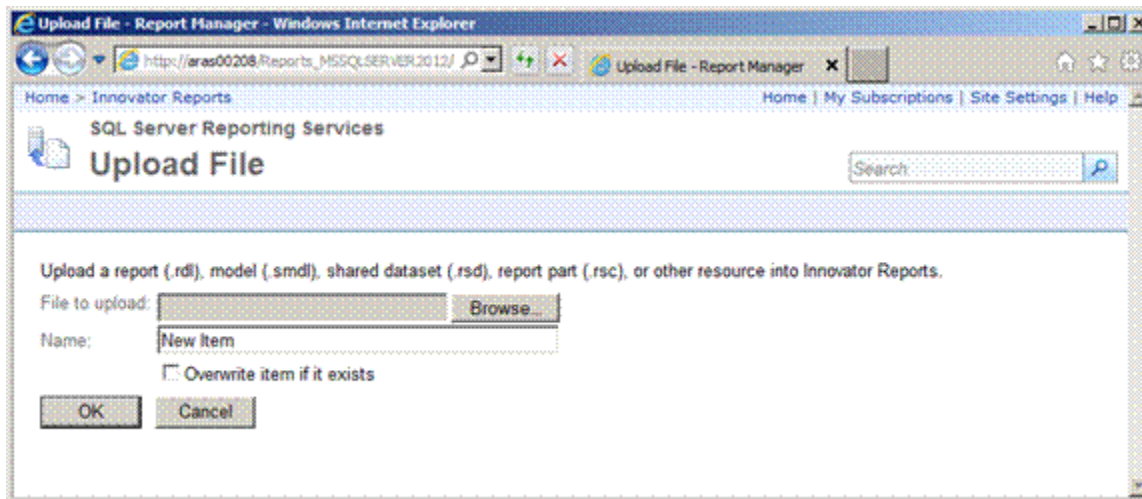 Upload File - Report Manager - Windows Internet Explorer
http://aras00208/Reports_MSSQLSERVER2012/
Upload File - Report Manager
Home > Innovator Reports
Home | My Subscriptions | Site Settings | Help
SQL Server Reporting Services
Upload File
Search:
Upload a report (.rdl), model (.smdl), shared dataset (.rsd), report part (.rsc), or other resource into Innovator Reports.
File to upload:
Browse...
Name:
New Item
Overwrite item if it exists
OK
Cancel